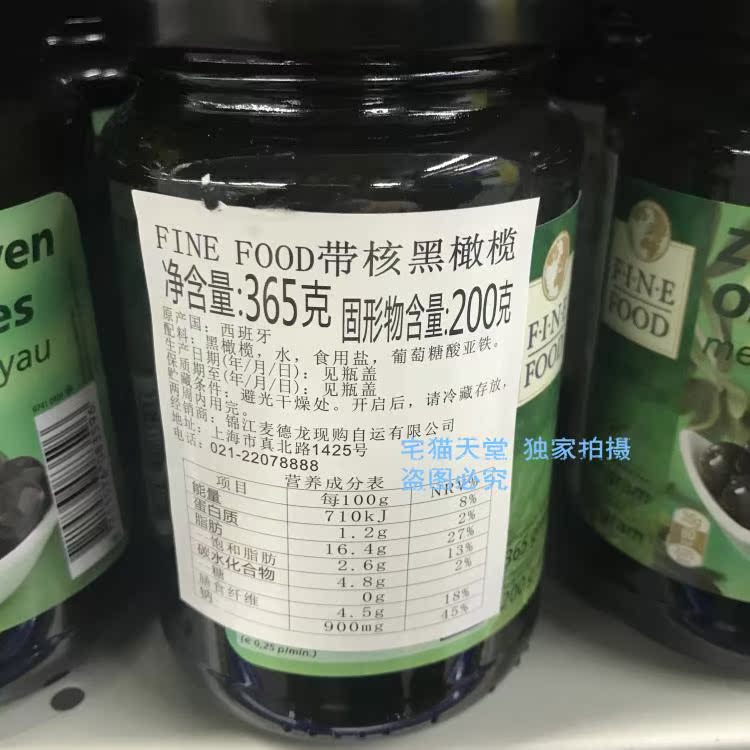 FINE FOOD带核黑橄榄
净含量:365克 固形物含量:200克
原产国：西班牙
配料：黑橄榄，水，食用盐，葡萄糖酸亚铁。
生产日期(年/月/日)：见瓶盖
保质期至(年/月/日)：见瓶盖
贮藏条件：避光干燥处。开启后，请冷藏存放，
两周内用完。
经销商：锦江麦德龙现购自运有限公司
地址：上海市真北路1425号
电话：021-22078888
营养成分表
项目 每100g NRV%
能量 710kJ 8%
蛋白质 1.2g 2%
脂肪 16.4g 27%
饱和脂肪 2.6g 13%
碳水化合物 4.8g 2%
糖 0g
膳食纤维 4.5g 18%
钠 900mg 45%
宅猫天堂 独家拍摄
盗图必究
(≤ 0,25 p/min.)
F·I·N·E
FOOD
365 g
200 g
ven
es
yau
F·I·N·E
FOOD
me